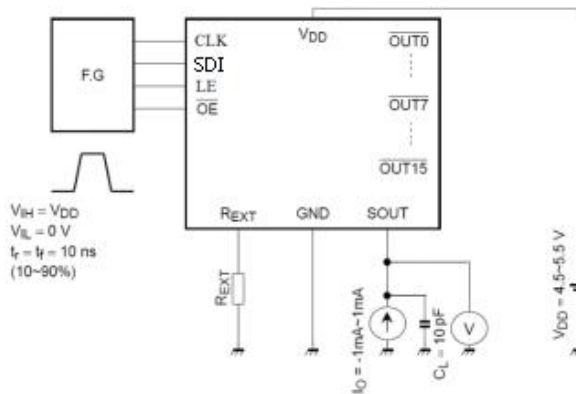 F.G
CLK
SDI
LE
OE
VDD
OUT0
OUT7
OUT15
REXT
GND
SOUT
VIH = VDD
VIL = 0 V
tr = tf = 10 ns
(10~90%)
REXT
IO = -1mA~1mA
CL = 10 pF
V
VDD = 4.5~5.5 V